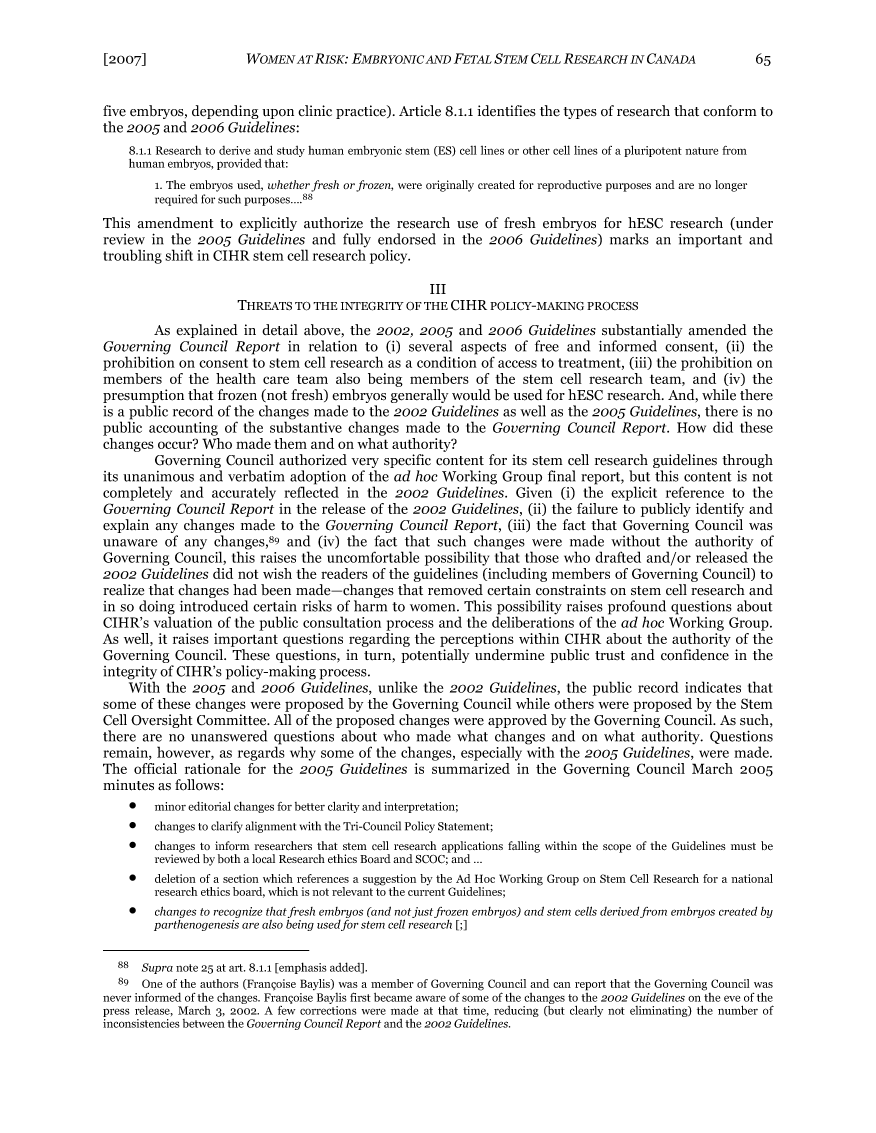 [2007] WOMEN AT RISK: EMBRYONIC AND FETAL STEM CELL RESEARCH IN CANADA 65
five embryos, depending upon clinic practice). Article 8.1.1 identifies the types of research that conform to
the 2005 and 2006 Guidelines:
8.1.1 Research to derive and study human embryonic stem (ES) cell lines or other cell lines of a pluripotent nature from
human embryos, provided that:
1. The embryos used, whether fresh or frozen, were originally created for reproductive purposes and are no longer
required for such purposes….88
This amendment to explicitly authorize the research use of fresh embryos for hESC research (under
review in the 2005 Guidelines and fully endorsed in the 2006 Guidelines) marks an important and
troubling shift in CIHR stem cell research policy.
III
THREATS TO THE INTEGRITY OF THE CIHR POLICY-MAKING PROCESS
As explained in detail above, the 2002, 2005 and 2006 Guidelines substantially amended the
Governing Council Report in relation to (i) several aspects of free and informed consent, (ii) the
prohibition on consent to stem cell research as a condition of access to treatment, (iii) the prohibition on
members of the health care team also being members of the stem cell research team, and (iv) the
presumption that frozen (not fresh) embryos generally would be used for hESC research. And, while there
is a public record of the changes made to the 2002 Guidelines as well as the 2005 Guidelines, there is no
public accounting of the substantive changes made to the Governing Council Report. How did these
changes occur? Who made them and on what authority?
Governing Council authorized very specific content for its stem cell research guidelines through
its unanimous and verbatim adoption of the ad hoc Working Group final report, but this content is not
completely and accurately reflected in the 2002 Guidelines. Given (i) the explicit reference to the
Governing Council Report in the release of the 2002 Guidelines, (ii) the failure to publicly identify and
explain any changes made to the Governing Council Report, (iii) the fact that Governing Council was
unaware of any changes,89 and (iv) the fact that such changes were made without the authority of
Governing Council, this raises the uncomfortable possibility that those who drafted and/or released the
2002 Guidelines did not wish the readers of the guidelines (including members of Governing Council) to
realize that changes had been made—changes that removed certain constraints on stem cell research and
in so doing introduced certain risks of harm to women. This possibility raises profound questions about
CIHR’s valuation of the public consultation process and the deliberations of the ad hoc Working Group.
As well, it raises important questions regarding the perceptions within CIHR about the authority of the
Governing Council. These questions, in turn, potentially undermine public trust and confidence in the
integrity of CIHR’s policy-making process.
With the 2005 and 2006 Guidelines, unlike the 2002 Guidelines, the public record indicates that
some of these changes were proposed by the Governing Council while others were proposed by the Stem
Cell Oversight Committee. All of the proposed changes were approved by the Governing Council. As such,
there are no unanswered questions about who made what changes and on what authority. Questions
remain, however, as regards why some of the changes, especially with the 2005 Guidelines, were made.
The official rationale for the 2005 Guidelines is summarized in the Governing Council March 2005
minutes as follows:
● minor editorial changes for better clarity and interpretation;
● changes to clarify alignment with the Tri-Council Policy Statement;
● changes to inform researchers that stem cell research applications falling within the scope of the Guidelines must be
reviewed by both a local Research ethics Board and SCOC; and …
● deletion of a section which references a suggestion by the Ad Hoc Working Group on Stem Cell Research for a national
research ethics board, which is not relevant to the current Guidelines;
● changes to recognize that fresh embryos (and not just frozen embryos) and stem cells derived from embryos created by
parthenogenesis are also being used for stem cell research [;]
88 Supra note 25 at art. 8.1.1 [emphasis added].
89 One of the authors (Françoise Baylis) was a member of Governing Council and can report that the Governing Council was
never informed of the changes. Françoise Baylis first became aware of some of the changes to the 2002 Guidelines on the eve of the
press release, March 3, 2002. A few corrections were made at that time, reducing (but clearly not eliminating) the number of
inconsistencies between the Governing Council Report and the 2002 Guidelines.